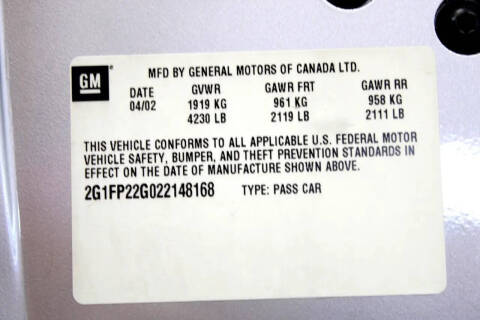 GM
MFD BY GENERAL MOTORS OF CANADA LTD.
DATE GVWR GAWR FRT GAWR RR
04/02 1919 KG 961 KG 958 KG
4230 LB 2119 LB 2111 LB
THIS VEHICLE CONFORMS TO ALL APPLICABLE U.S. FEDERAL MOTOR
VEHICLE SAFETY, BUMPER, AND THEFT PREVENTION STANDARDS IN
EFFECT ON THE DATE OF MANUFACTURE SHOWN ABOVE.
2G1FP22G022148168 TYPE: PASS CAR